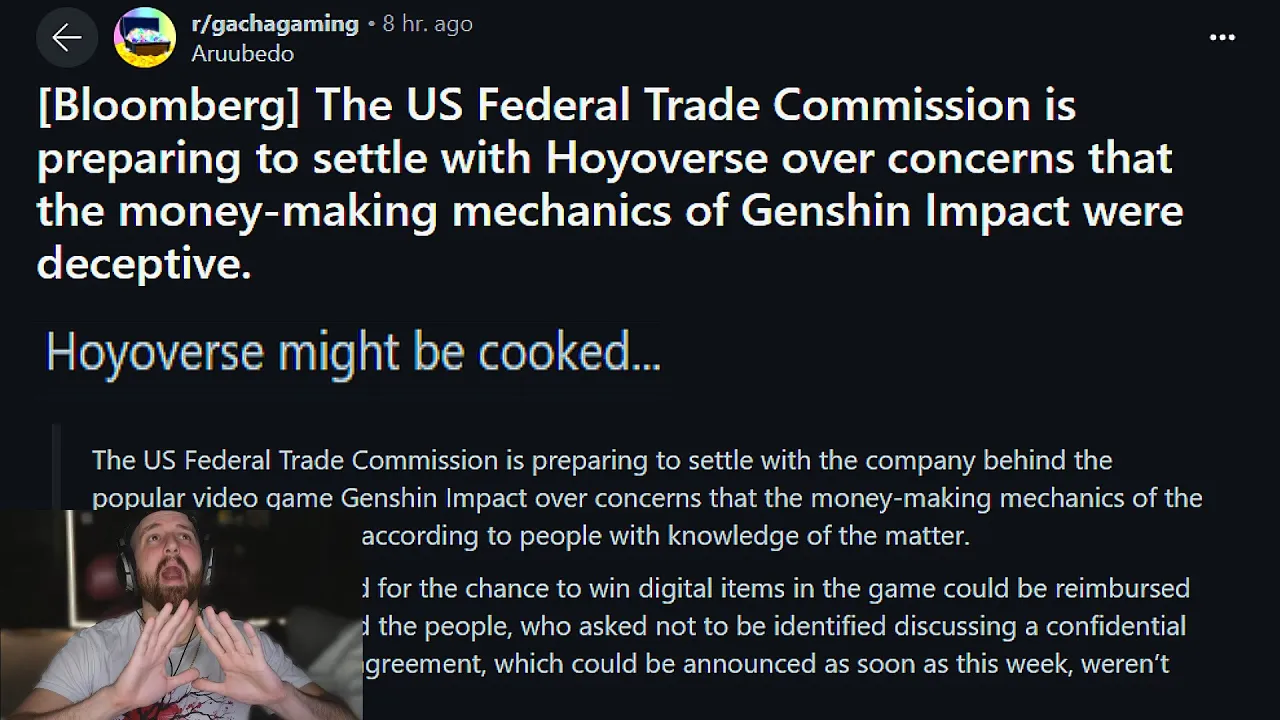 r/gachagaming • 8 hr. ago
Aruubedo
[Bloomberg] The US Federal Trade Commission is
preparing to settle with Hoyoverse over concerns that
the money-making mechanics of Genshin Impact were
deceptive.
Hoyoverse might be cooked...
The US Federal Trade Commission is preparing to settle with the company behind the
popular video game Genshin Impact over concerns that the money-making mechanics of the
according to people with knowledge of the matter.
for the chance to win digital items in the game could be reimbursed
the people, who asked not to be identified discussing a confidential
greement, which could be announced as soon as this week, weren't